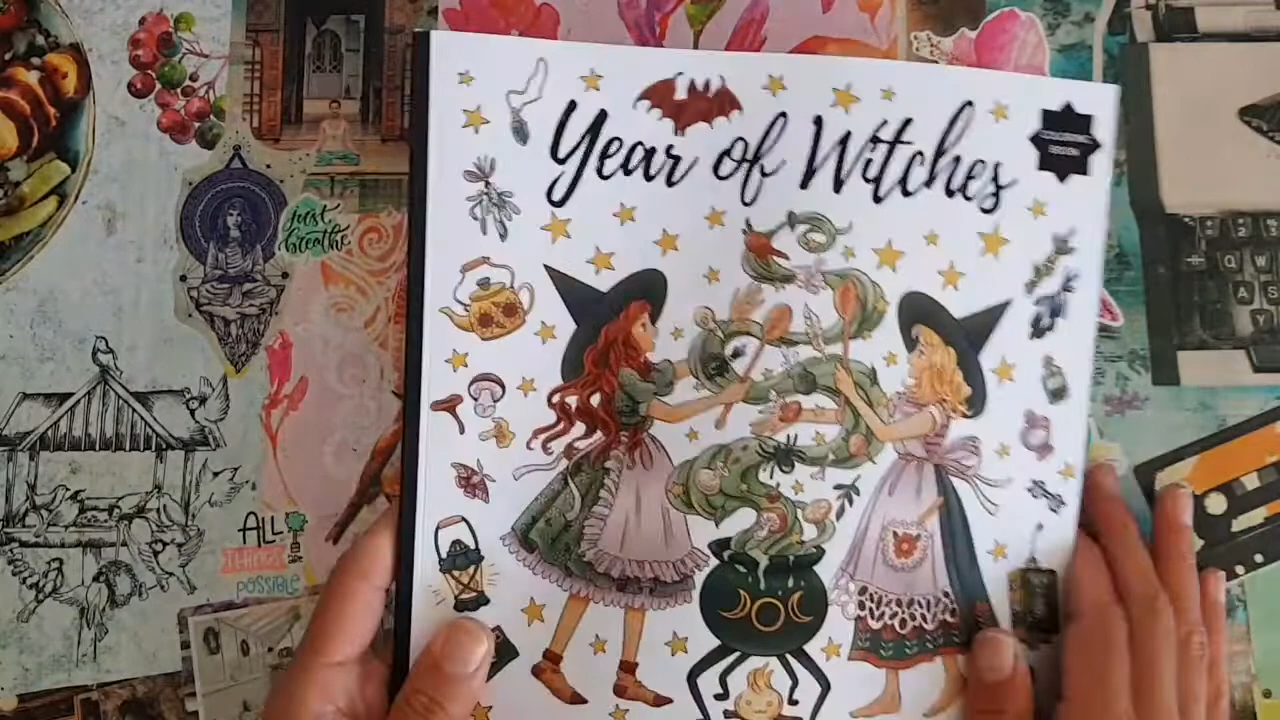 Year of Witches
just
breathe
ALL
THINGS
POSSIBLE
Q W
A S